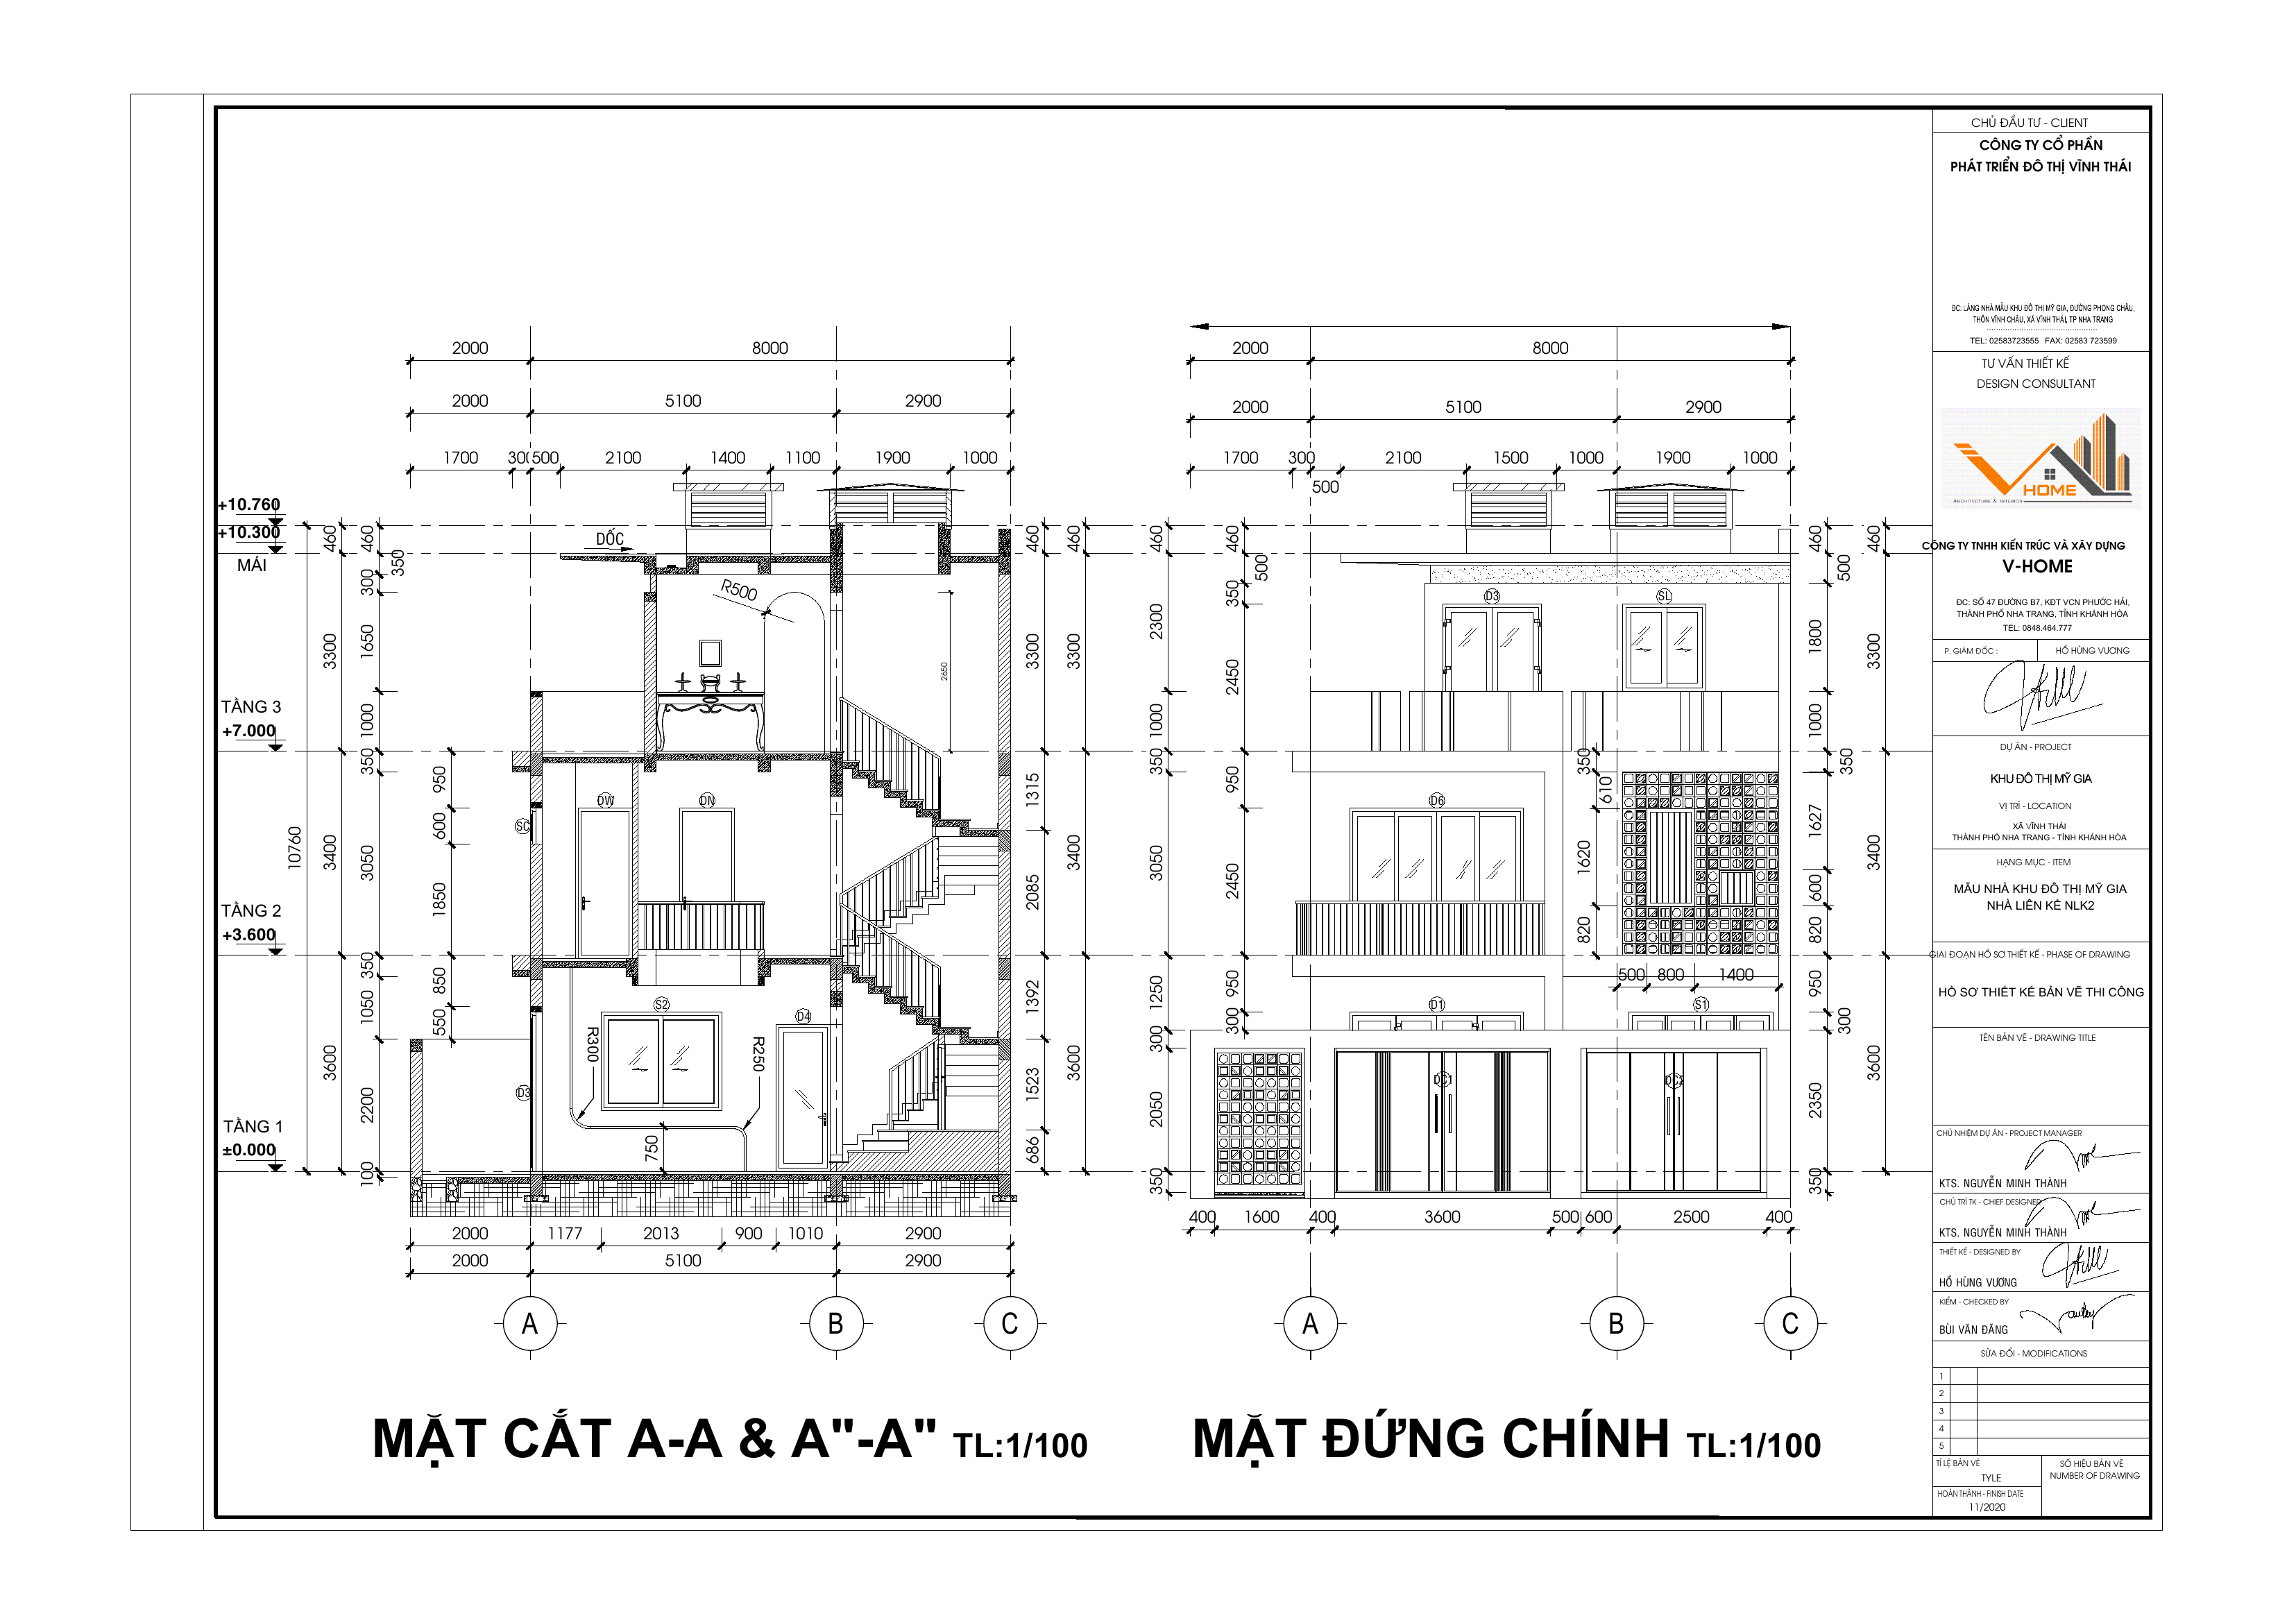 2000 8000
2000 5100 2900
1700 300 500 2100 1400 1100 1900 1000
+10.760
+10.300
MÁI
TẦNG 3
+7.000
TẦNG 2
+3.600
TẦNG 1
±0.000
10760
460
3300
3400
3600
460
300
350
1650
1000
350
3050
350
1050
2200
100
950
600
1850
850
550
DỐC
R500
2650
DW
DN
SC
S2
D4
D3
R300
R250
750
460
3300
1315
2085
1392
1523
686
460
3300
3400
3600
2000 1177 2013 900 1010 2900
2000 5100 2900
A B C
MẶT CẮT A-A & A"-A" TL:1/100
2000 8000
2000 5100 2900
1700 300 500 2100 1500 1000 1900 1000
460
2300
1000
350
3050
1250
300
2050
350
460
500
350
2450
950
2450
950
300
D3
SL
D6
D1
S1
DC1
DC2
350
610
1620
820
500 800 1400
460
500
1800
1000
350
1627
600
820
950
300
2350
350
460
3300
3400
3600
400 1600 400 3600 500 600 2500 400
A B C
MẶT ĐỨNG CHÍNH TL:1/100
CHỦ ĐẦU TƯ - CLIENT
CÔNG TY CỔ PHẦN
PHÁT TRIỂN ĐÔ THỊ VĨNH THÁI
ĐC: LÀNG NHÀ MẪU KHU ĐÔ THỊ MỸ GIA, ĐƯỜNG PHONG CHÂU,
THÔN VĨNH CHÂU, XÃ VĨNH THÁI, TP NHA TRANG
TEL: 02583723555 FAX: 02583 723599
TƯ VẤN THIẾT KẾ
DESIGN CONSULTANT
HOME
ARCHITECTURE & INTERIOR
CÔNG TY TNHH KIẾN TRÚC VÀ XÂY DỰNG
V-HOME
ĐC: SỐ 47 ĐƯỜNG B7, KĐT VCN PHƯỚC HẢI,
THÀNH PHỐ NHA TRANG, TỈNH KHÁNH HÒA
TEL: 0848.464.777
P. GIÁM ĐỐC : HỒ HÙNG VƯƠNG
DỰ ÁN - PROJECT
KHU ĐÔ THỊ MỸ GIA
VỊ TRÍ - LOCATION
XÃ VĨNH THÁI
THÀNH PHỐ NHA TRANG - TỈNH KHÁNH HÒA
HẠNG MỤC - ITEM
MẪU NHÀ KHU ĐÔ THỊ MỸ GIA
NHÀ LIÊN KẾ NLK2
GIAI ĐOẠN HỒ SƠ THIẾT KẾ - PHASE OF DRAWING
HỒ SƠ THIẾT KẾ BẢN VẼ THI CÔNG
TÊN BẢN VẼ - DRAWING TITLE
CHỦ NHIỆM DỰ ÁN - PROJECT MANAGER
KTS. NGUYỄN MINH THÀNH
CHỦ TRÌ TK - CHIEF DESIGNER
KTS. NGUYỄN MINH THÀNH
THIẾT KẾ - DESIGNED BY
HỒ HÙNG VƯƠNG
KIỂM - CHECKED BY
BÙI VĂN ĐĂNG
SỬA ĐỔI - MODIFICATIONS
1
2
3
4
5
TỈ LỆ BẢN VẼ
TYLE
HOÀN THÀNH - FINISH DATE
11/2020
SỐ HIỆU BẢN VẼ
NUMBER OF DRAWING